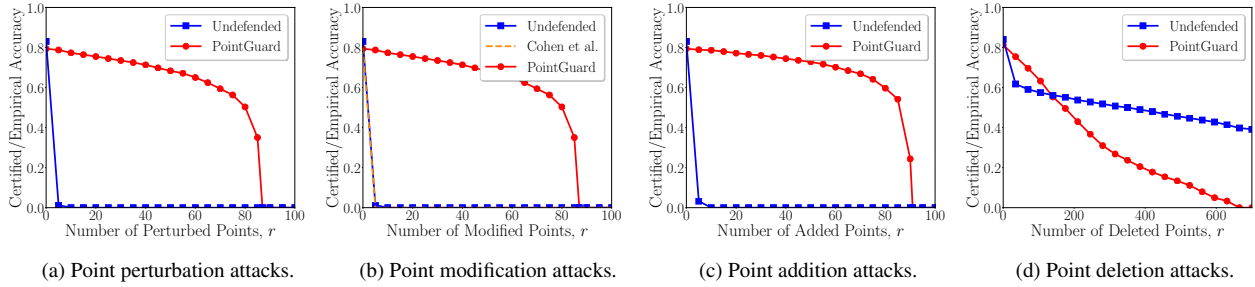 Certified/Empirical Accuracy
1.0
0.8
0.6
0.4
0.2
0.0
0 20 40 60 80 100
Number of Perturbed Points, r
Undefended
PointGuard
(a) Point perturbation attacks.
Certified/Empirical Accuracy
1.0
0.8
0.6
0.4
0.2
0.0
0 20 40 60 80 100
Number of Modified Points, r
Undefended
Cohen et al.
PointGuard
(b) Point modification attacks.
Certified/Empirical Accuracy
1.0
0.8
0.6
0.4
0.2
0.0
0 20 40 60 80 100
Number of Added Points, r
Undefended
PointGuard
(c) Point addition attacks.
Certified/Empirical Accuracy
1.0
0.8
0.6
0.4
0.2
0.0
200 400 600
Number of Deleted Points, r
Undefended
PointGuard
(d) Point deletion attacks.